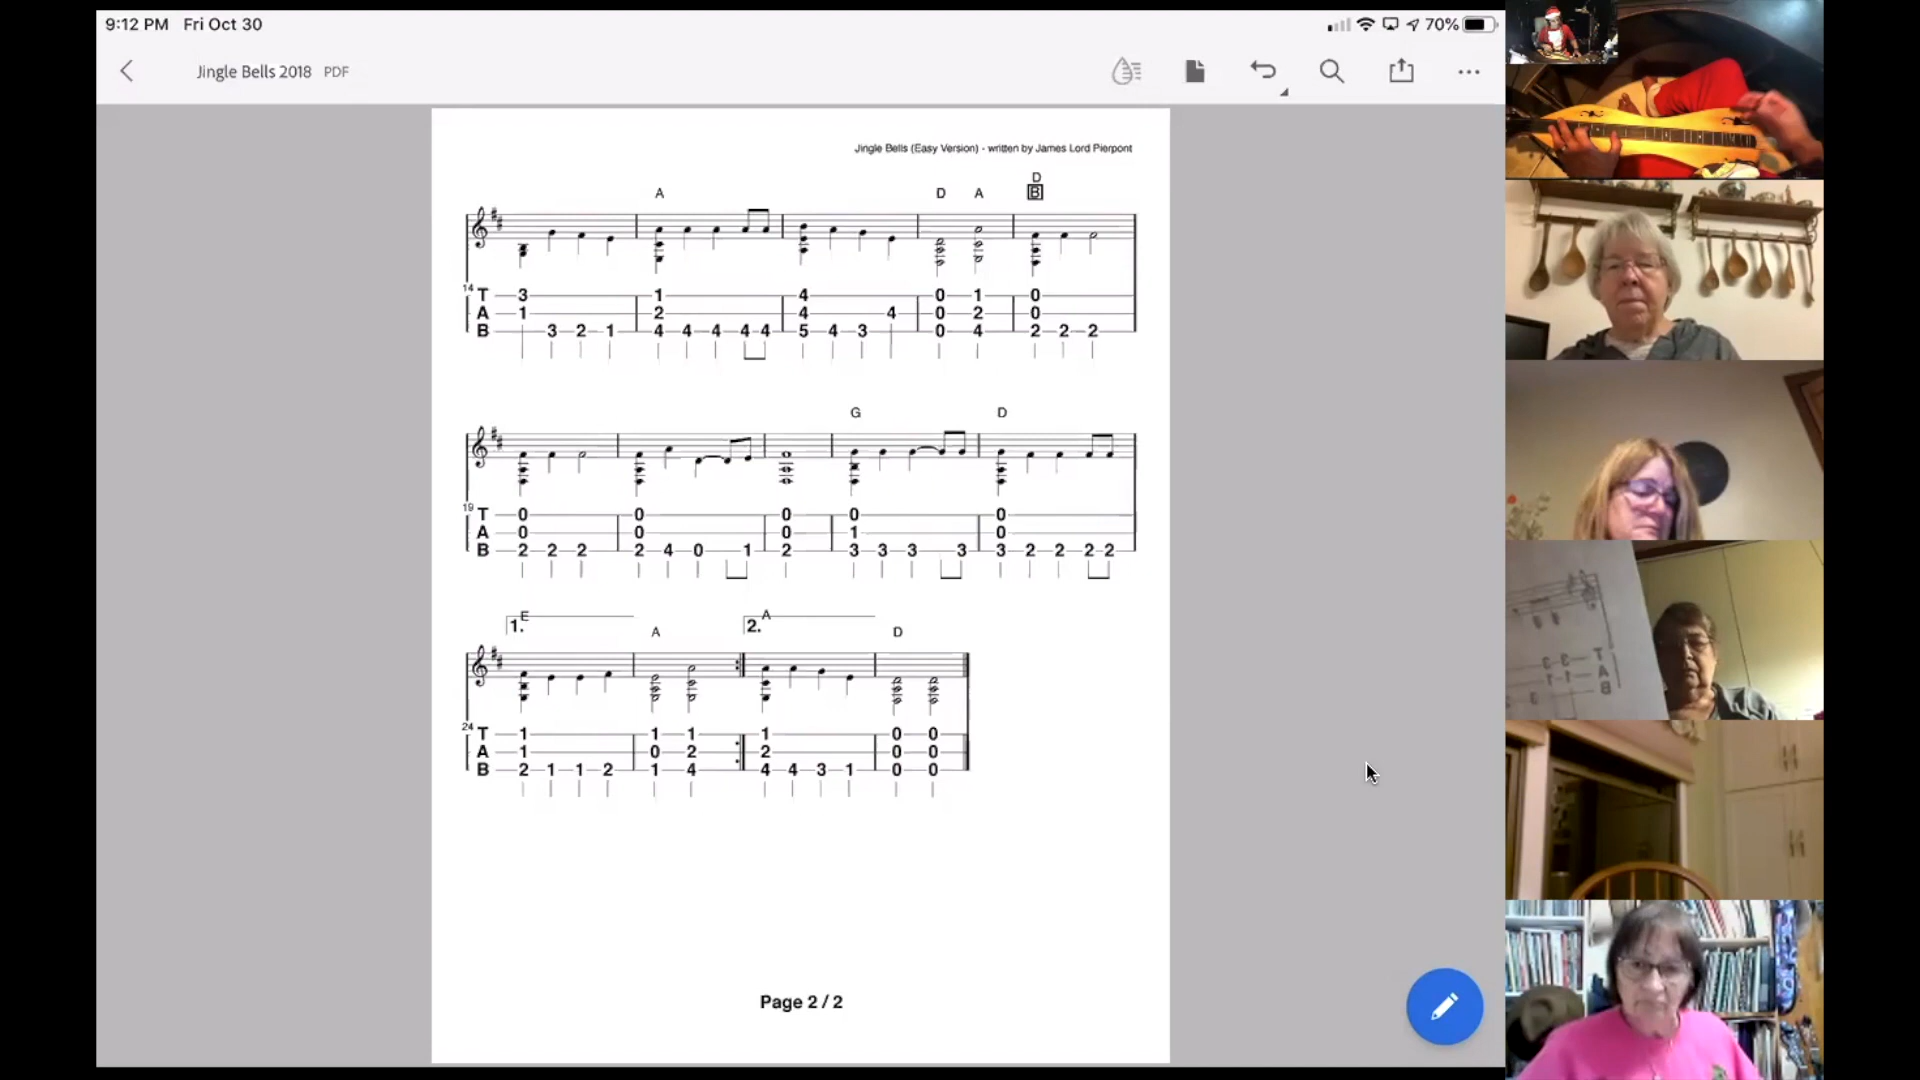 9:12 PM Fri Oct 30
70%
Jingle Bells 2018 PDF
Jingle Bells (Easy Version) - written by James Lord Pierpont
D
A D A B
14
T 3 1 4 0 1 0
A 1 2 4 4 0 2 0
B 3 2 1 4 4 4 4 4 5 4 3 0 4 2 2 2
G D
19
T 0 0 0 0 0
A 0 0 0 1 0
B 2 2 2 2 4 0 1 2 3 3 3 3 3 2 2 2 2
1. E A 2. A D
24
T 1 1 1 1 0 0
A 1 0 2 2 0 0
B 2 1 1 2 1 4 4 4 3 1 0 0
Page 2 / 2
T
A
B